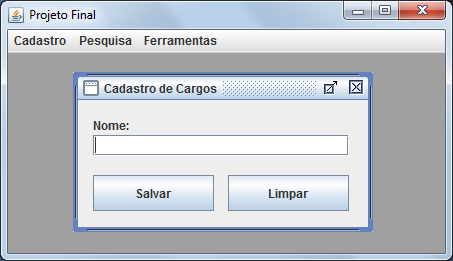 Projeto Final
Cadastro Pesquisa Ferramentas
Cadastro de Cargos
Nome:
Salvar Limpar